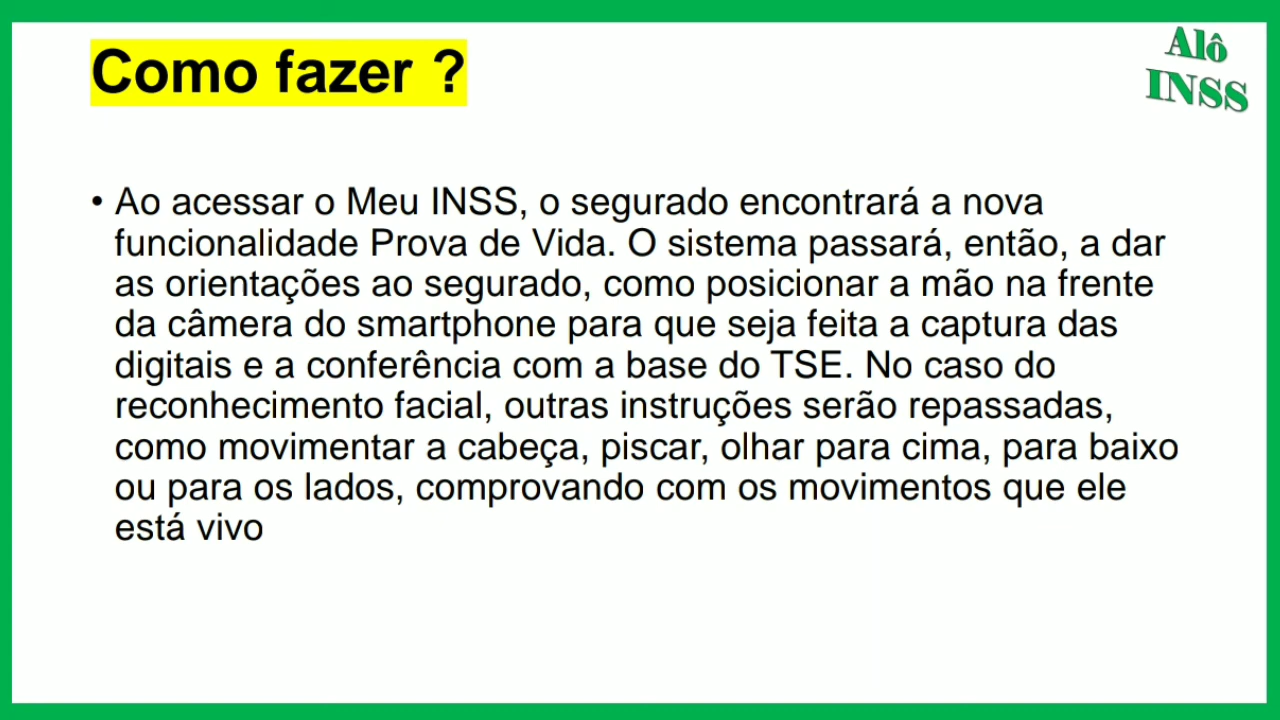 Como fazer ?
Alô
INSS
• Ao acessar o Meu INSS, o segurado encontrará a nova
funcionalidade Prova de Vida. O sistema passará, então, a dar
as orientações ao segurado, como posicionar a mão na frente
da câmera do smartphone para que seja feita a captura das
digitais e a conferência com a base do TSE. No caso do
reconhecimento facial, outras instruções serão repassadas,
como movimentar a cabeça, piscar, olhar para cima, para baixo
ou para os lados, comprovando com os movimentos que ele
está vivo